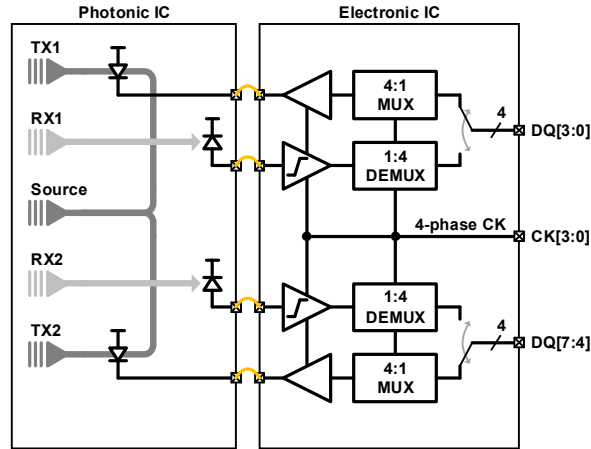 Photonic IC
Electronic IC
TX1
RX1
Source
RX2
TX2
4:1
MUX
1:4
DEMUX
4-phase CK
1:4
DEMUX
4:1
MUX
4
DQ[3:0]
CK[3:0]
4
DQ[7:4]